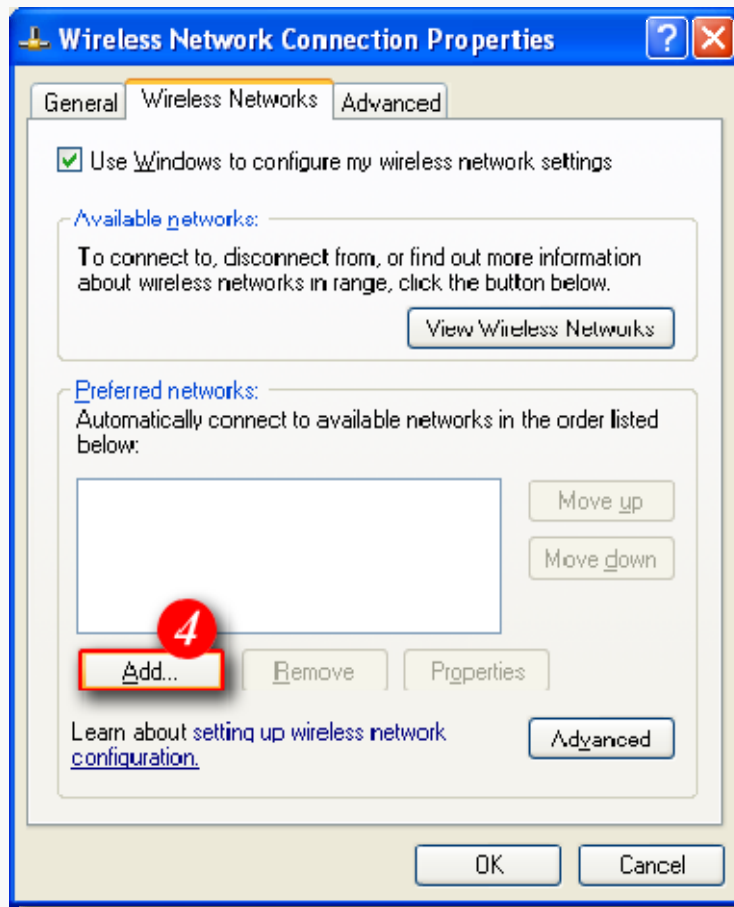 Wireless Network Connection Properties
General Wireless Networks Advanced
Use Windows to configure my wireless network settings
Available networks:
To connect to, disconnect from, or find out more information
about wireless networks in range, click the button below.
View Wireless Networks
Preferred networks:
Automatically connect to available networks in the order listed
below:
Move up
Move down
4
Add... Remove Properties
Learn about setting up wireless network
configuration.
Advanced
OK Cancel